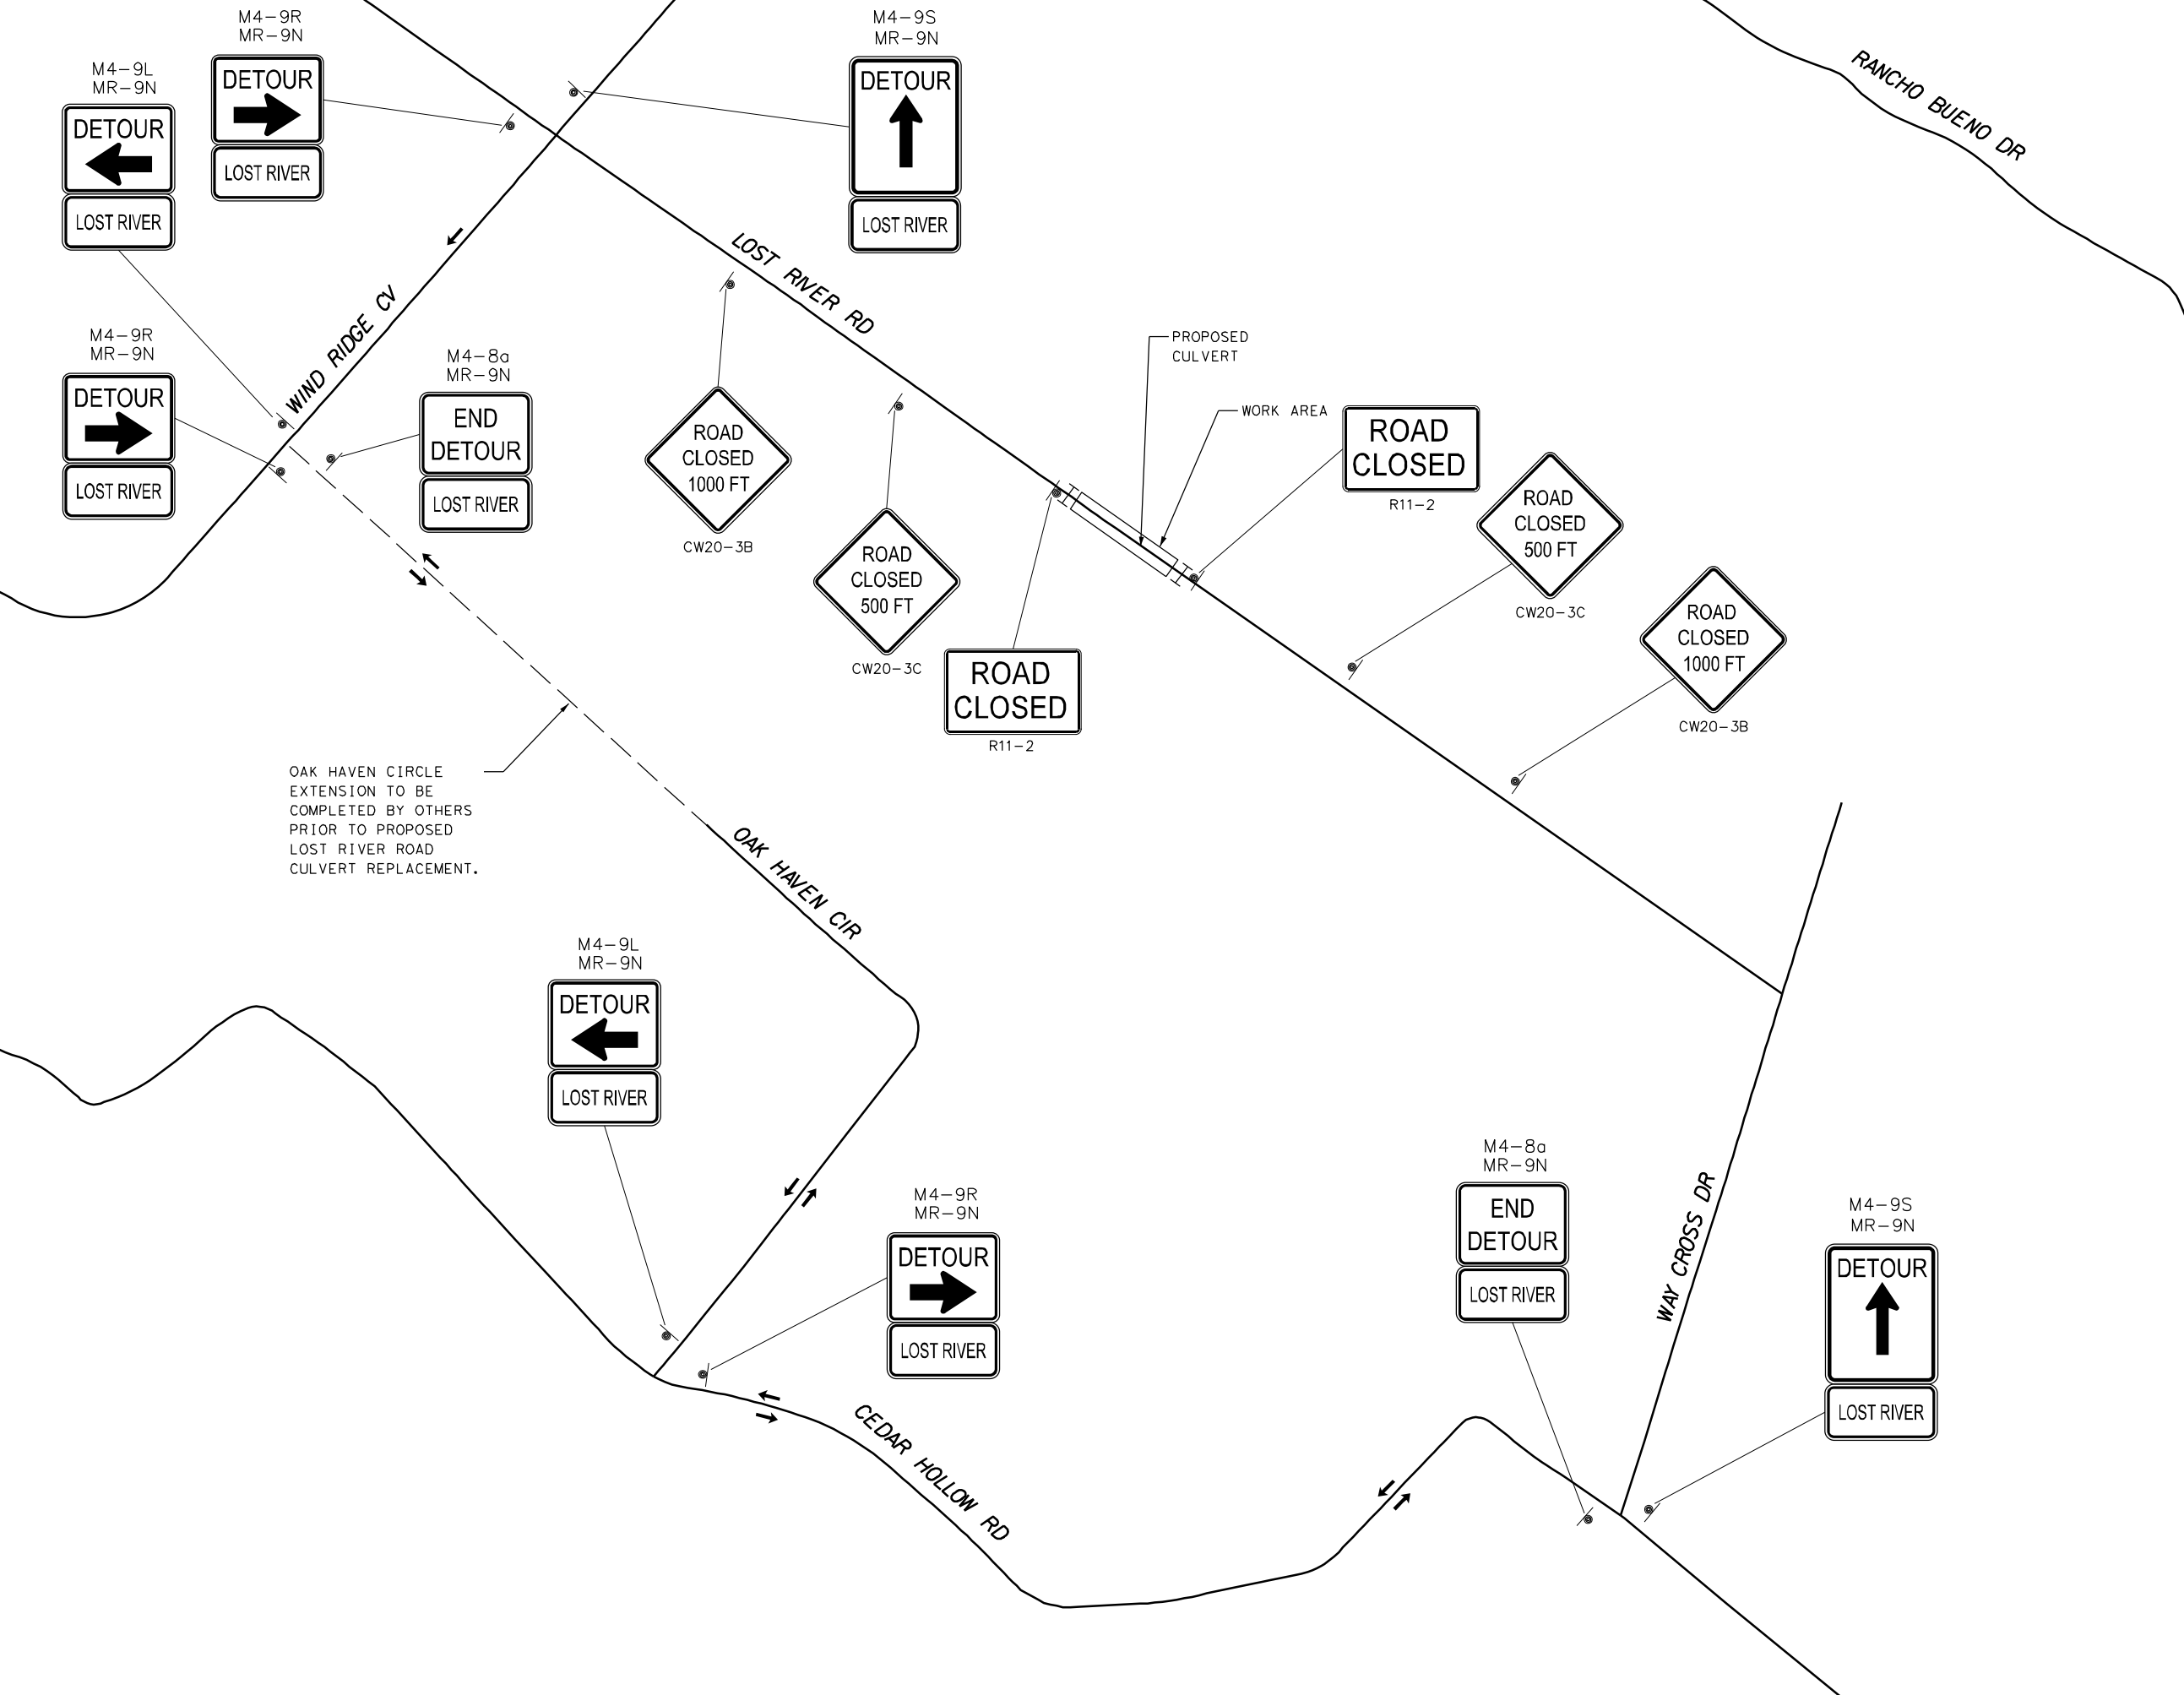 M4-9R
MR-9N
DETOUR
LOST RIVER
M4-9S
MR-9N
DETOUR
LOST RIVER
RANCHO BUENO DR
M4-9L
MR-9N
DETOUR
LOST RIVER
LOST RIVER RD
WIND RIDGE CV
M4-9R
MR-9N
DETOUR
LOST RIVER
M4-8a
MR-9N
END
DETOUR
LOST RIVER
PROPOSED
CULVERT
WORK AREA
ROAD
CLOSED
1000 FT
CW20-3B
ROAD
CLOSED
500 FT
CW20-3C
ROAD
CLOSED
R11-2
ROAD
CLOSED
R11-2
ROAD
CLOSED
500 FT
CW20-3C
ROAD
CLOSED
1000 FT
CW20-3B
OAK HAVEN CIRCLE
EXTENSION TO BE
COMPLETED BY OTHERS
PRIOR TO PROPOSED
LOST RIVER ROAD
CULVERT REPLACEMENT.
OAK HAVEN CIR
M4-9L
MR-9N
DETOUR
LOST RIVER
M4-9R
MR-9N
DETOUR
LOST RIVER
M4-8a
MR-9N
END
DETOUR
LOST RIVER
WAY CROSS DR
M4-9S
MR-9N
DETOUR
LOST RIVER
CEDAR HOLLOW RD